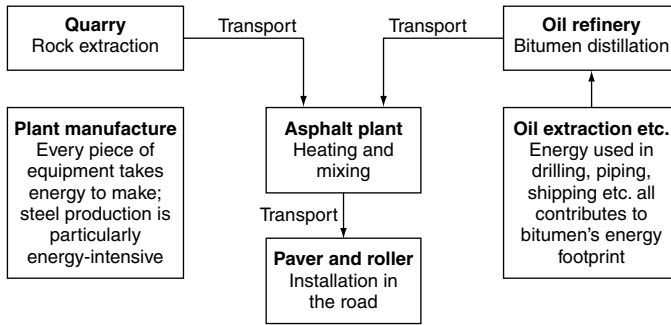 Quarry
Rock extraction
Transport
Transport
Oil refinery
Bitumen distillation
Plant manufacture
Every piece of
equipment takes
energy to make;
steel production is
particularly
energy-intensive
Asphalt plant
Heating and
mixing
Oil extraction etc.
Energy used in
drilling, piping,
shipping etc. all
contributes to
bitumen's energy
footprint
Transport
Paver and roller
Installation in
the road